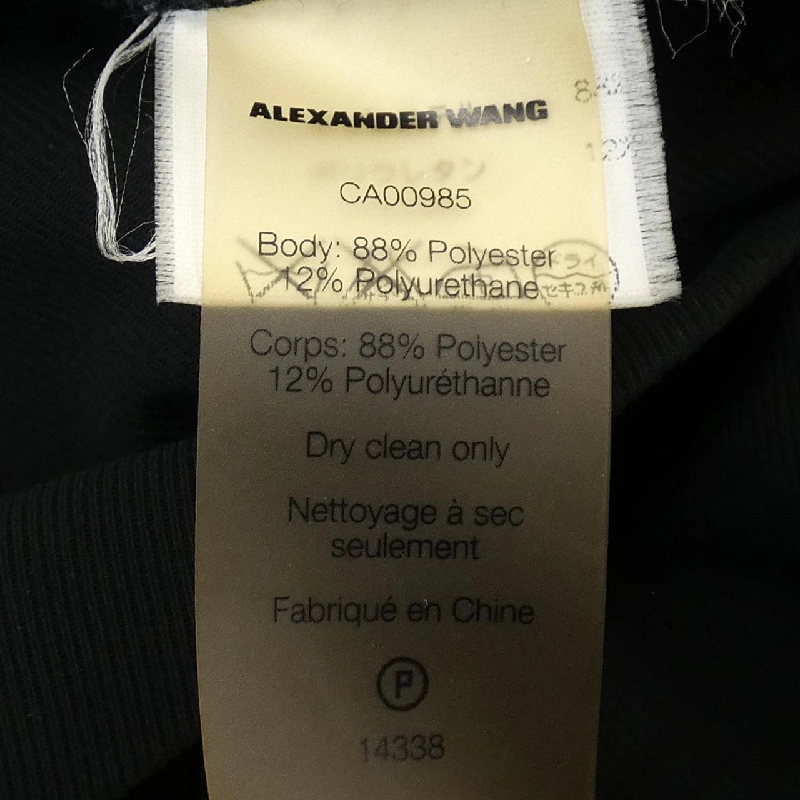 ALEXANDER WANG
CA00985
Body: 88% Polyester
12% Polyurethane
Corps: 88% Polyester
12% Polyuréthanne
Dry clean only
Nettoyage à sec
seulement
Fabriqué en Chine
P
14338